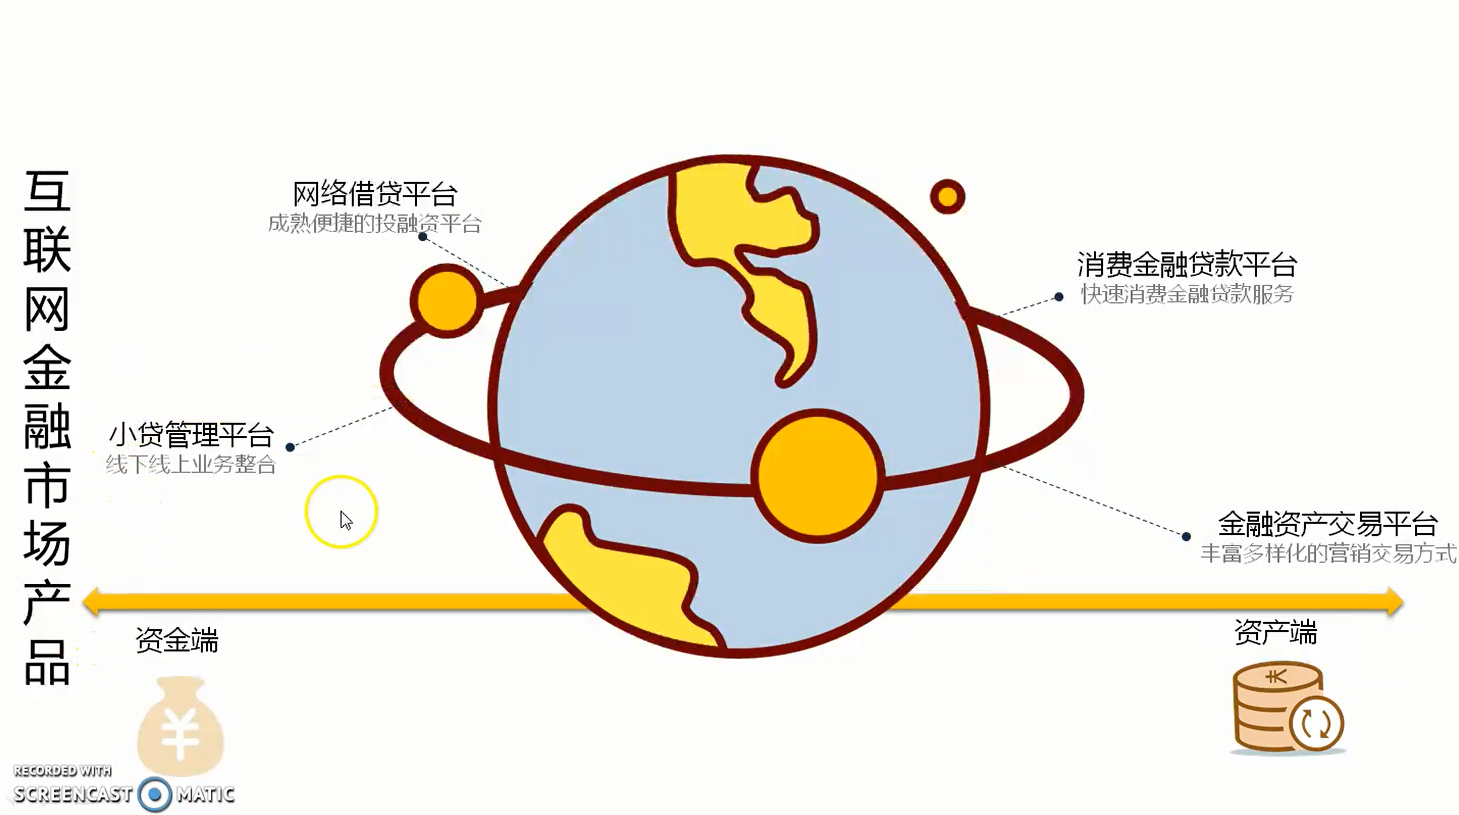 互联网金融市场产品
网络借贷平台
成熟便捷的投融资平台
消费金融贷款平台
快速消费金融贷款服务
小贷管理平台
线下线上业务整合
金融资产交易平台
丰富多样化的营销交易方式
资金端
资产端
¥
RECORDED WITH
SCREENCAST MATIC